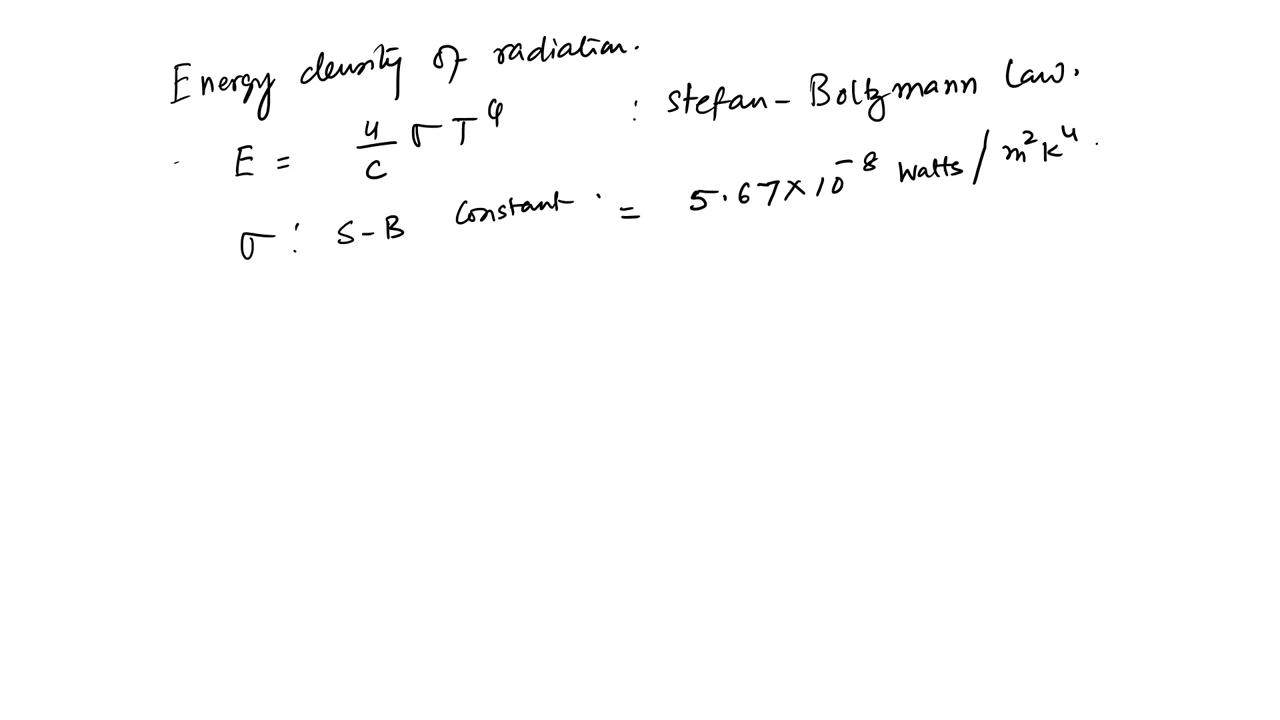 Energy density of radiation.
E = 4/c σ T⁴ : Stefan-Boltzmann Law.
σ : S-B Constant. = 5.67×10⁻⁸ Watts/m²K⁴.